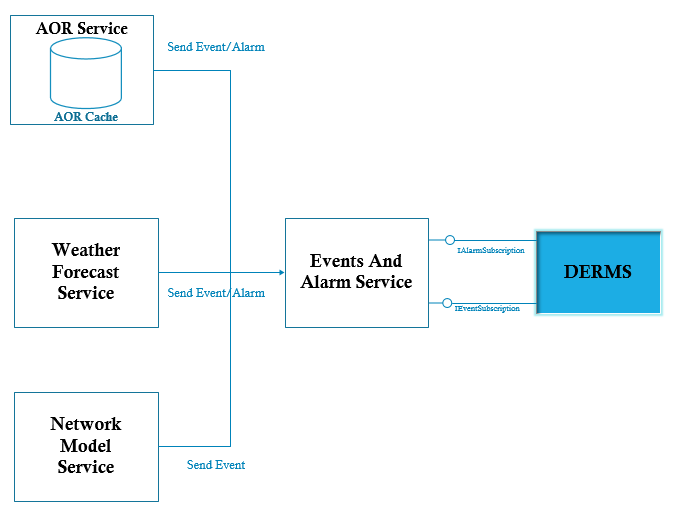 AOR Service
AOR Cache
Send Event/Alarm
Weather
Forecast
Service
Send Event/Alarm
Events And
Alarm Service
IAlarmSubscription
IEventSubscription
DERMS
Network
Model
Service
Send Event